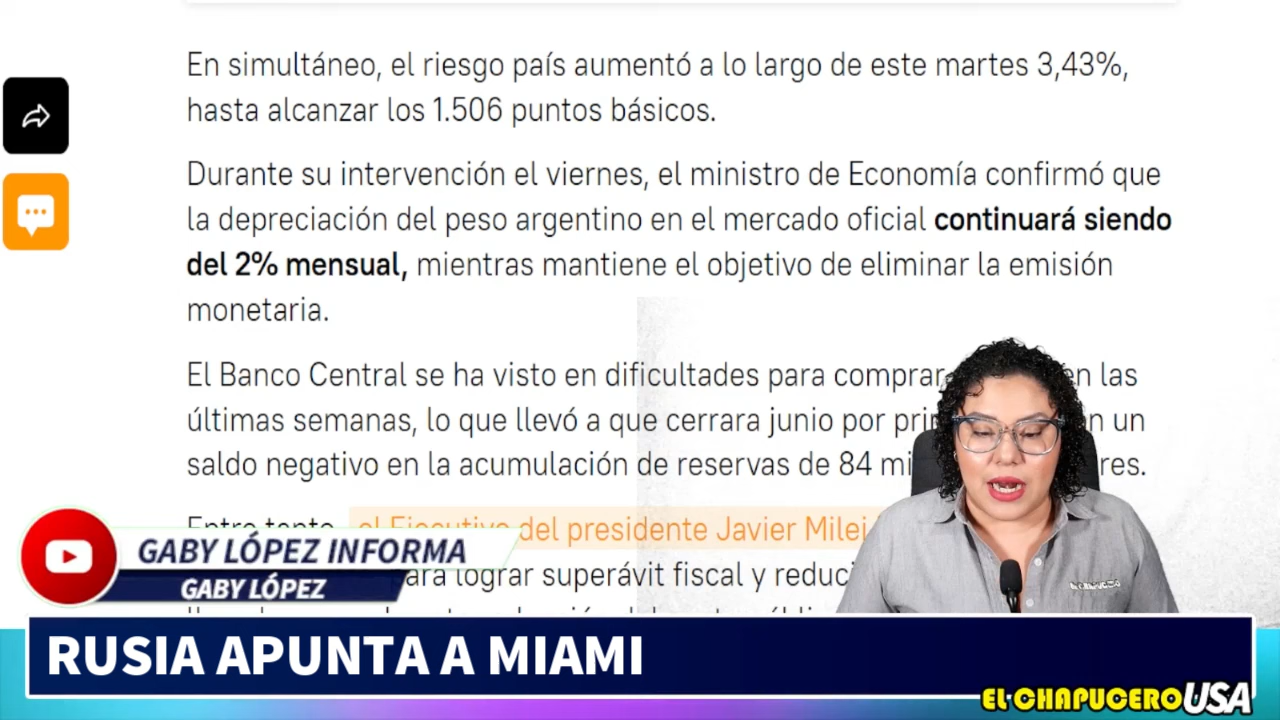 En simultáneo, el riesgo país aumentó a lo largo de este martes 3,43%,
hasta alcanzar los 1.506 puntos básicos.
Durante su intervención el viernes, el ministro de Economía confirmó que
la depreciación del peso argentino en el mercado oficial continuará siendo
del 2% mensual, mientras mantiene el objetivo de eliminar la emisión
monetaria.
El Banco Central se ha visto en dificultades para comprar en las
últimas semanas, lo que llevó a que cerrara junio por un
saldo negativo en la acumulación de reservas de 84
Entre tanto, el Ejecutivo del presidente Javier Milei
para lograr superávit fiscal y
GABY LÓPEZ INFORMA
GABY LÓPEZ
RUSIA APUNTA A MIAMI
EL CHAPUCERO USA